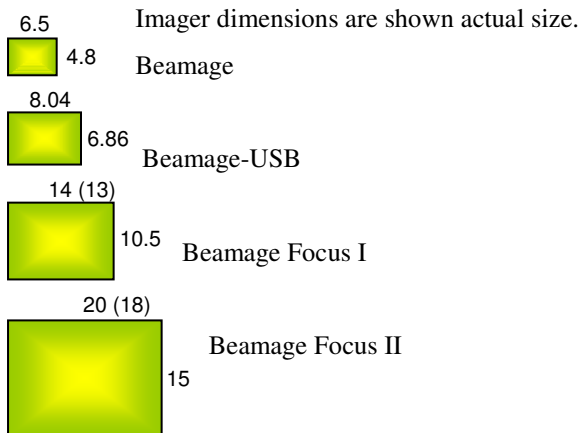 6.5
Imager dimensions are shown actual size.
4.8
Beamage
8.04
6.86
Beamage-USB
14 (13)
10.5
Beamage Focus I
20 (18)
Beamage Focus II
15